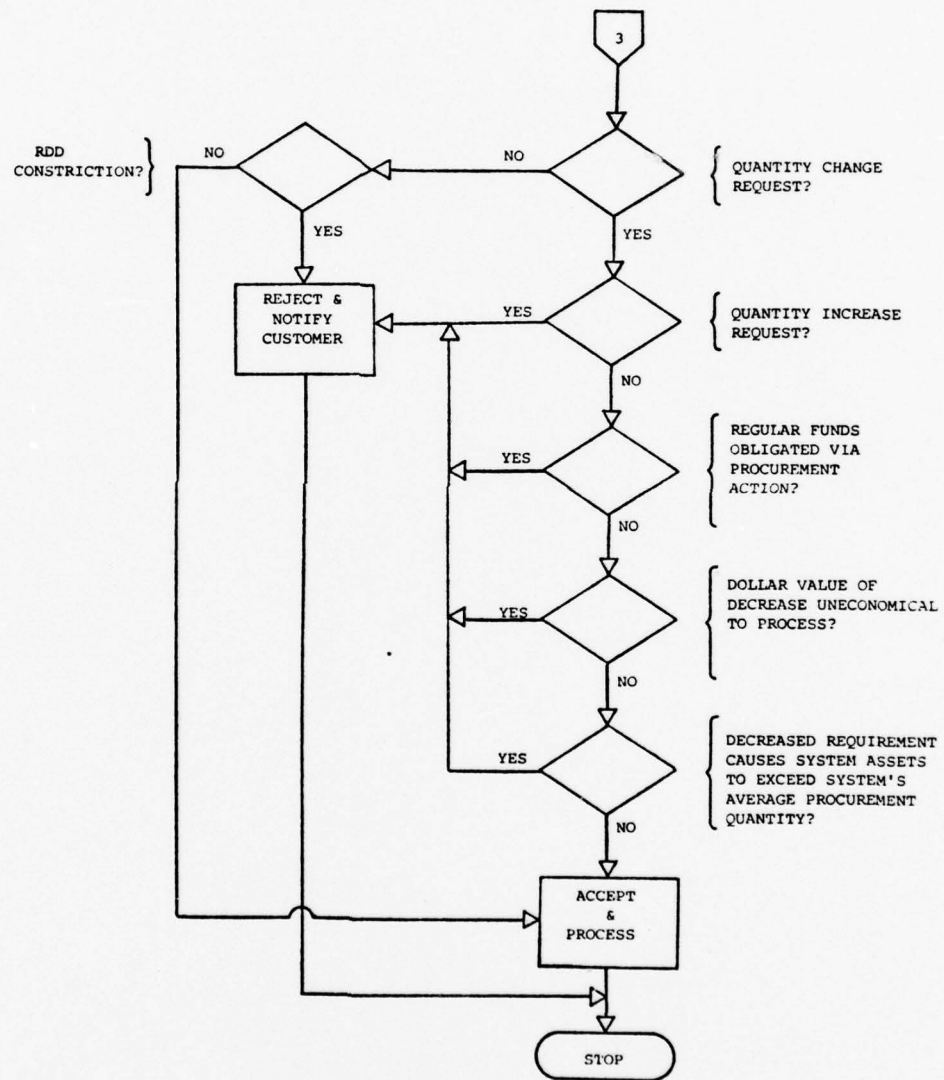 3
RDD
CONSTRICTION?
NO
NO
QUANTITY CHANGE
REQUEST?
YES
YES
REJECT &
NOTIFY
CUSTOMER
YES
QUANTITY INCREASE
REQUEST?
NO
YES
REGULAR FUNDS
OBLIGATED VIA
PROCUREMENT
ACTION?
NO
YES
DOLLAR VALUE OF
DECREASE UNECONOMICAL
TO PROCESS?
NO
YES
DECREASED REQUIREMENT
CAUSES SYSTEM ASSETS
TO EXCEED SYSTEM'S
AVERAGE PROCUREMENT
QUANTITY?
NO
ACCEPT
&
PROCESS
STOP